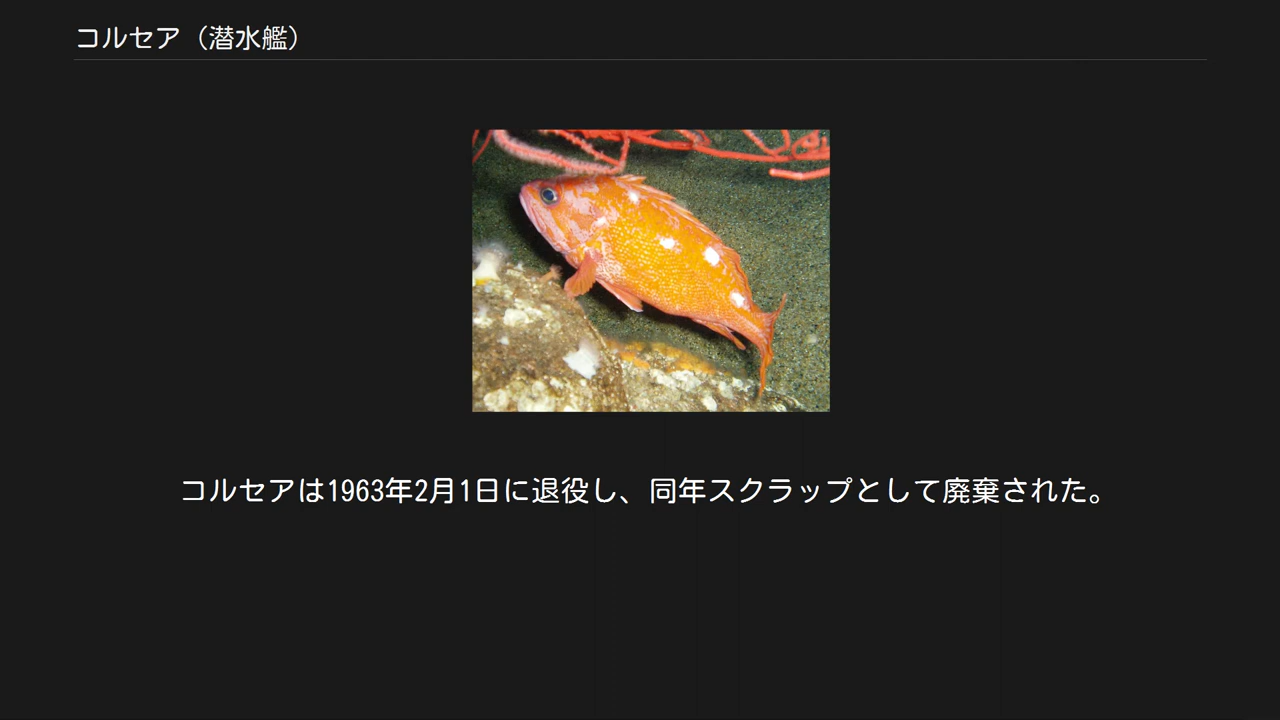 コルセア（潜水艦）
コルセアは1963年2月1日に退役し、同年スクラップとして廃棄された。